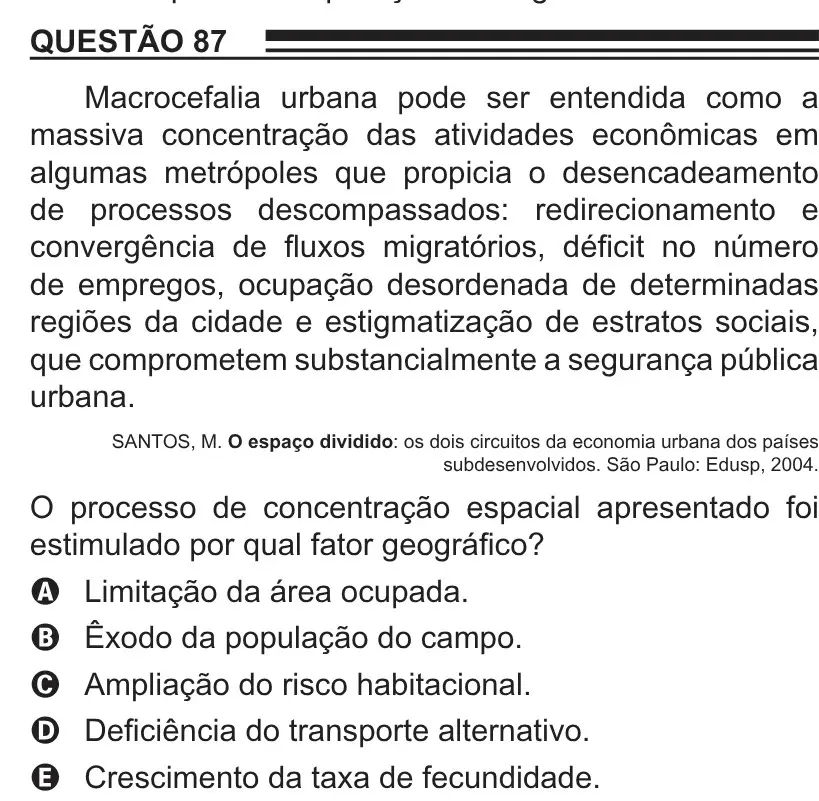 QUESTÃO 87
Macrocefalia urbana pode ser entendida como a
massiva concentração das atividades econômicas em
algumas metrópoles que propicia o desencadeamento
de processos descompassados: redirecionamento e
convergência de fluxos migratórios, déficit no número
de empregos, ocupação desordenada de determinadas
regiões da cidade e estigmatização de estratos sociais,
que comprometem substancialmente a segurança pública
urbana.
SANTOS, M. O espaço dividido: os dois circuitos da economia urbana dos países
subdesenvolvidos. São Paulo: Edusp, 2004.
O processo de concentração espacial apresentado foi
estimulado por qual fator geográfico?
A Limitação da área ocupada.
B Êxodo da população do campo.
C Ampliação do risco habitacional.
D Deficiência do transporte alternativo.
E Crescimento da taxa de fecundidade.